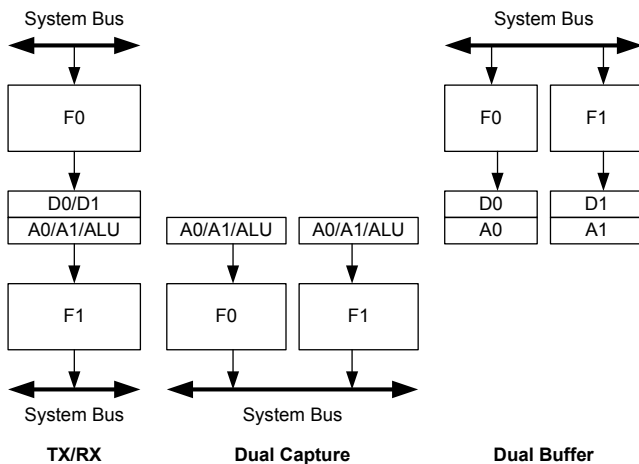 System Bus
F0
D0/D1
A0/A1/ALU
F1
System Bus
TX/RX
A0/A1/ALU
A0/A1/ALU
F0
F1
System Bus
Dual Capture
System Bus
F0
F1
D0
D1
A0
A1
Dual Buffer